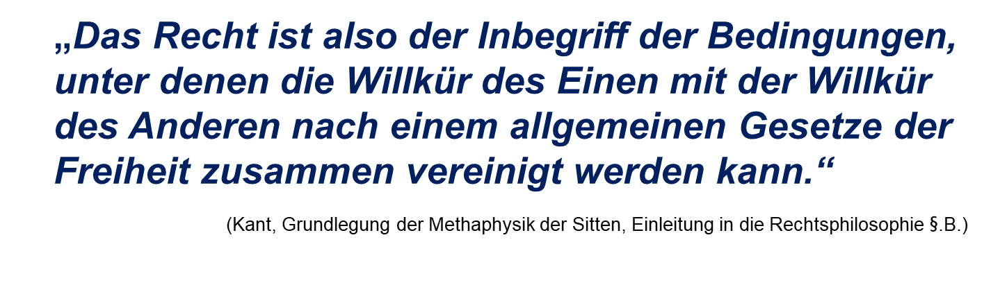 „Das Recht ist also der Inbegriff der Bedingungen,
unter denen die Willkür des Einen mit der Willkür
des Anderen nach einem allgemeinen Gesetze der
Freiheit zusammen vereinigt werden kann.“
(Kant, Grundlegung der Methaphysik der Sitten, Einleitung in die Rechtsphilosophie §.B.)